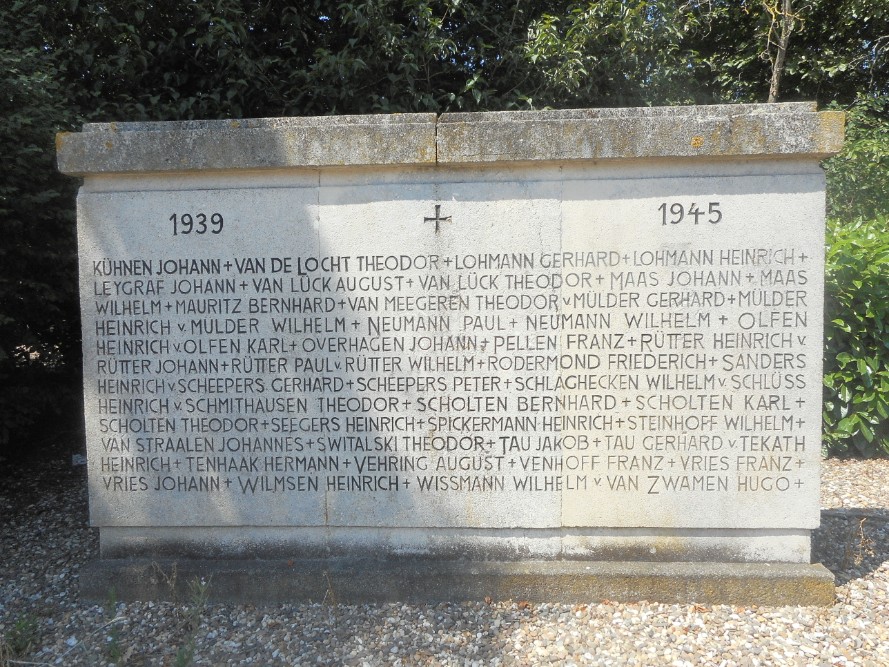 1939 + 1945
KÜHNEN JOHANN + VAN DE LOCHT THEODOR + LOHMANN GERHARD + LOHMANN HEINRICH +
LEYGRAF JOHANN + VAN LÜCK AUGUST + VAN LÜCK THEODOR + MAAS JOHANN + MAAS
WILHELM + MAURITZ BERNHARD + VAN MEEGEREN THEODOR v. MÜLDER GERHARD + MÜLDER
HEINRICH v. MÜLDER WILHELM + NEUMANN PAUL + NEUMANN WILHELM + OLFEN
HEINRICH v. OLFEN KARL + OVERHAGEN JOHANN + PELLEN FRANZ + RÜTTER HEINRICH
RÜTTER JOHANN + RÜTTER PAUL v. RÜTTER WILHELM + RODERMOND FRIEDERICH + SANDERS
HEINRICH v. SCHEEPERS GERHARD + SCHEEPERS PETER + SCHLAGHECKEN WILHELM v. SCHLÜSS
HEINRICH v. SCHMITHAUSEN THEODOR + SCHOLTEN BERNHARD + SCHOLTEN KARL +
SCHOLTEN THEODOR + SEEGERS HEINRICH + SPICKERMANN HEINRICH + STEINHOFF WILHELM +
VAN STRAALEN JOHANNES + SWITALSKI THEODOR + TAU JAKOB + TAU GERHARD v. TEKATH
HEINRICH + TENHAAK HERMANN + VEHRING AUGUST + VENHOFF FRANZ + VRIES FRANZ +
VRIES JOHANN + WILMSEN HEINRICH + WISSMANN WILHELM v. VAN ZWAMEN HUGO +